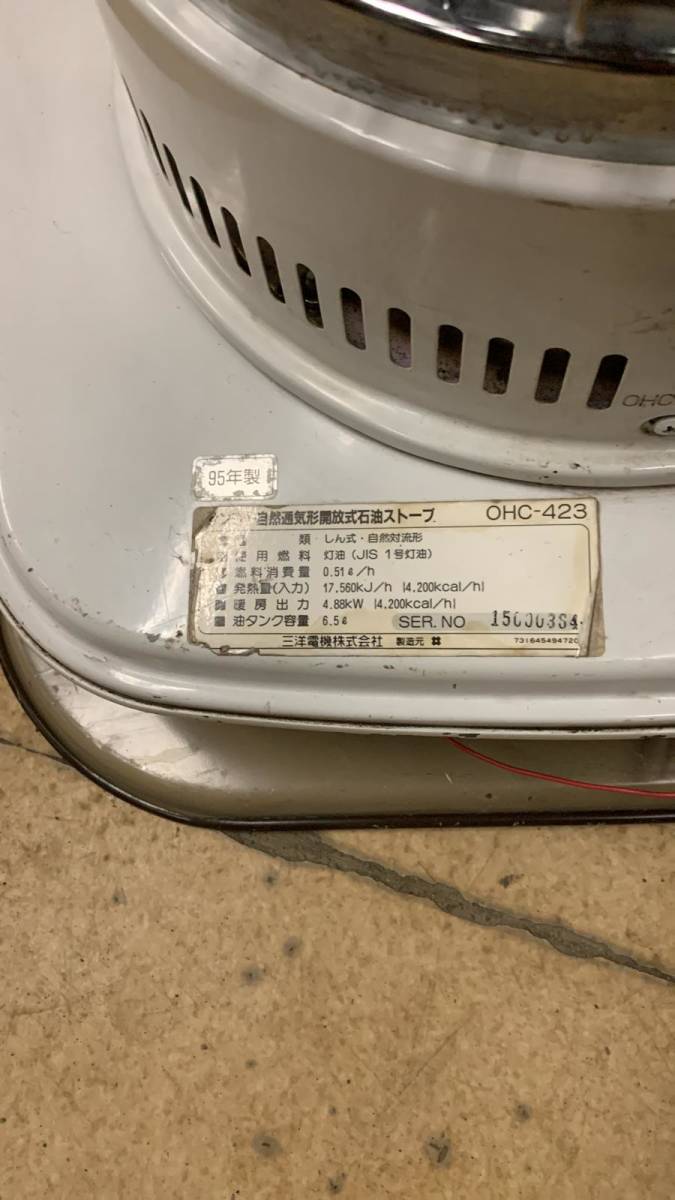 OHC
95年製
自然通気形開放式石油ストーブ OHC-423
類 しん式・自然対流形
使用燃料 灯油(JIS 1号灯油)
燃料消費量 0.51ℓ/h
発熱量(入力) 17,560kJ/h {4,200kcal/h}
暖房出力 4.88kW {4,200kcal/h}
油タンク容量 6.5ℓ SER.NO 15000384
三洋電機株式会社 製造元 731645494720